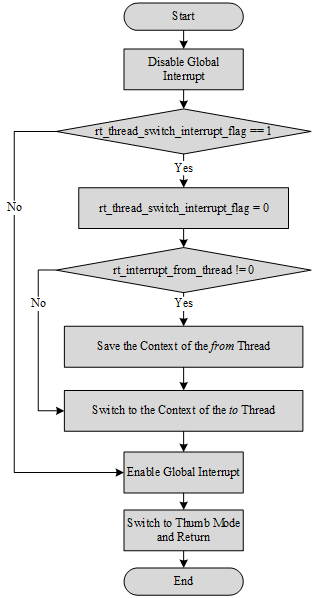 Start
Disable Global
Interrupt
rt_thread_switch_interrupt_flag == 1
Yes
No
rt_thread_switch_interrupt_flag = 0
rt_interrupt_from_thread != 0
No
Yes
Save the Context of the from Thread
Switch to the Context of the to Thread
Enable Global Interrupt
Switch to Thumb Mode
and Return
End